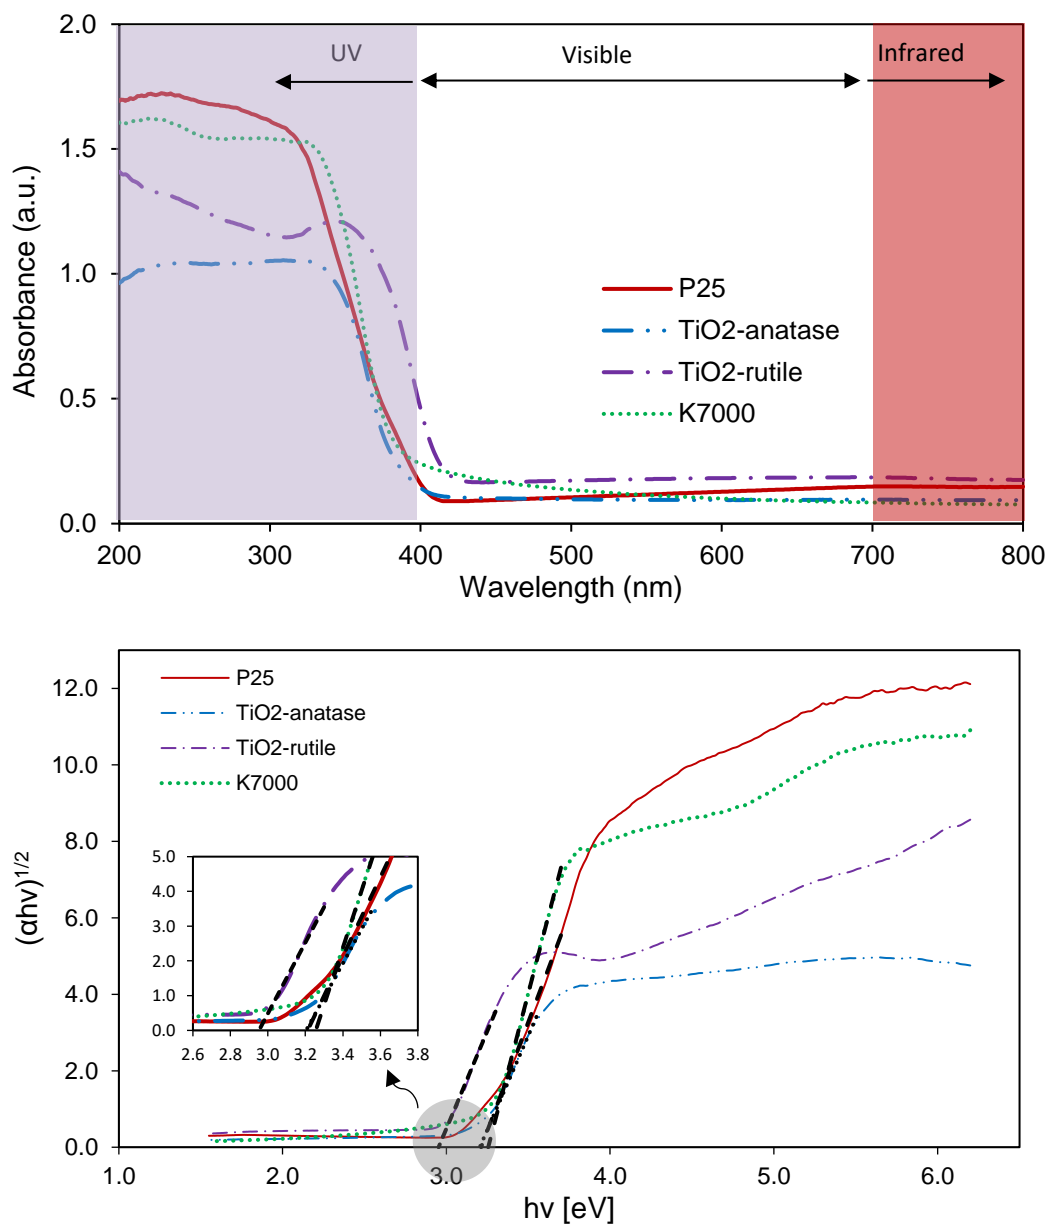 2.0
UV
Visible
Infrared
1.5
1.0
0.5
0.0
Absorbance (a.u.)
P25
TiO2-anatase
TiO2-rutile
K7000
200
300
400
500
600
700
800
Wavelength (nm)
12.0
10.0
8.0
6.0
4.0
2.0
0.0
(αhν)1/2
P25
TiO2-anatase
TiO2-rutile
K7000
5.0
4.0
3.0
2.0
1.0
0.0
2.6
2.8
3.0
3.2
3.4
3.6
3.8
1.0
2.0
3.0
4.0
5.0
6.0
hν [eV]